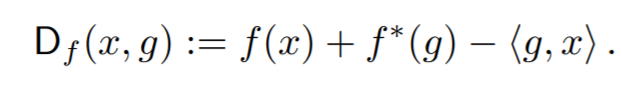 D_f(x, g) := f(x) + f*(g) − ⟨g, x⟩ .